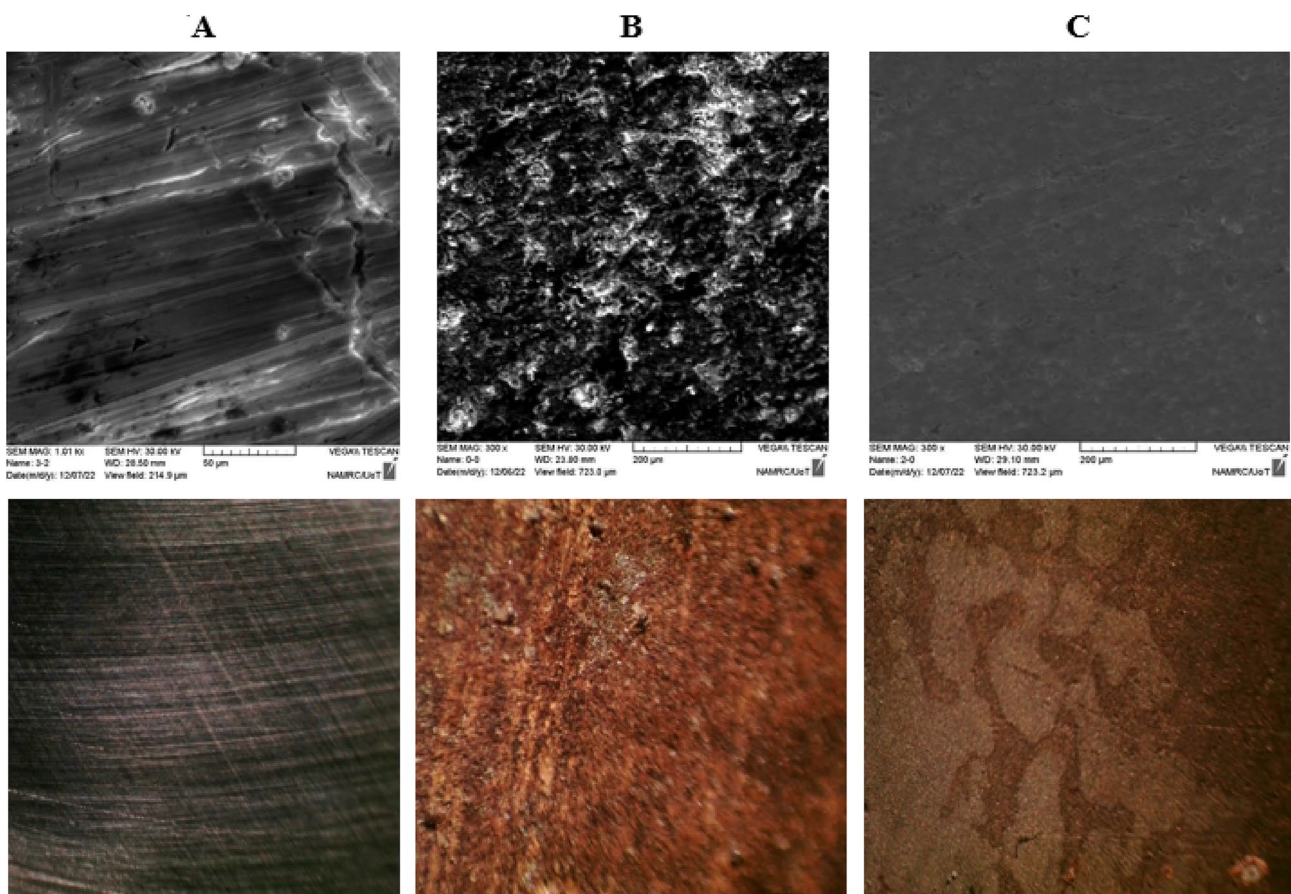 A
B
C
SEM MAG: 1.01 kx SEM HV: 30.00 kV VEGA\\ TESCAN
Name: 3-2 WD: 28.50 mm 50 µm
Date(m/d/y): 12/07/22 View field: 214.9 µm NAMRC/UoT
SEM MAG: 300 x SEM HV: 30.00 kV VEGA\\ TESCAN
Name: 0-0 WD: 23.80 mm 200 µm
Date(m/d/y): 12/06/22 View field: 723.0 µm NAMRC/UoT
SEM MAG: 300 x SEM HV: 30.00 kV VEGA\\ TESCAN
Name: 2-0 WD: 29.10 mm 200 µm
Date(m/d/y): 12/07/22 View field: 723.2 µm NAMRC/UoT